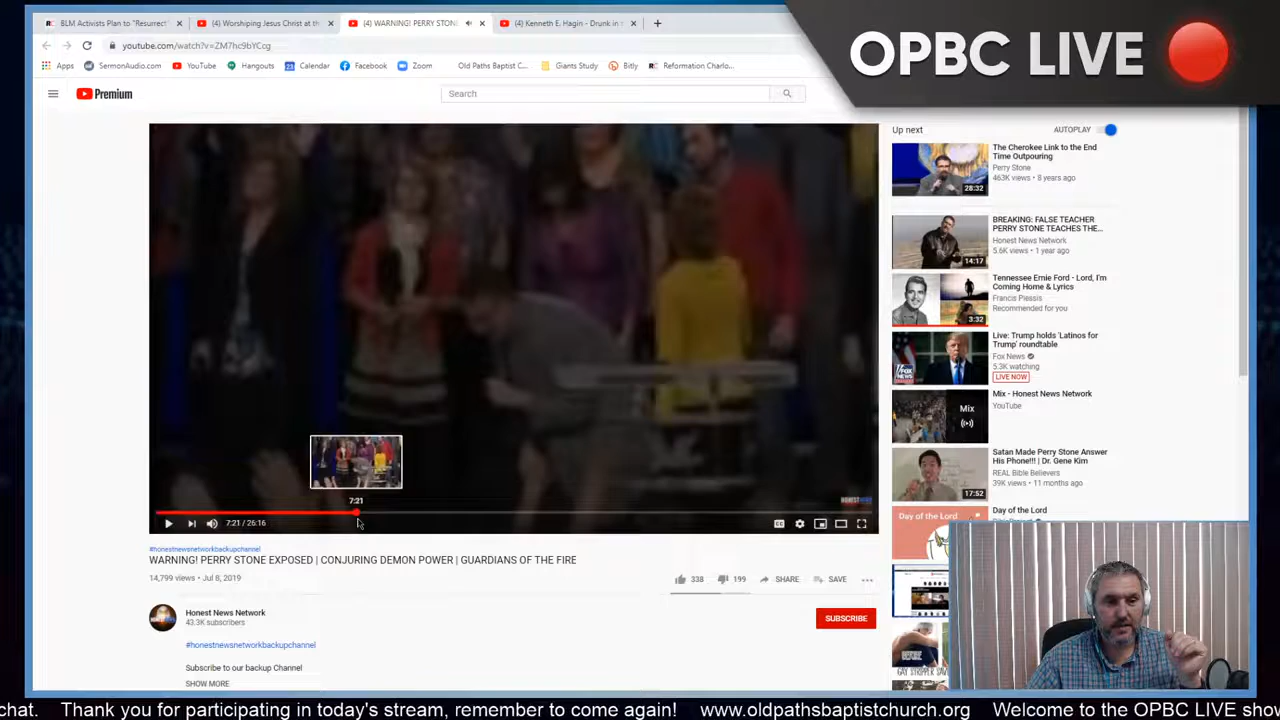 BLM Activists Plan to "Resurrect"
(4) Worshiping Jesus Christ at th
(4) WARNING! PERRY STON
(4) Kenneth E. Hagin - Drunk in
OPBC LIVE
youtube.com/watch?v=ZM7hc9bYCcg
Apps
SermonAudio.com
YouTube
Hangouts
Calendar
Facebook
Zoom
Old Paths Baptist C...
Giants Study
Bitly
Reformation Charlo...
Premium
Search
Up next
AUTOPLAY
The Cherokee Link to the End
Time Outpouring
Perry Stone
463K views • 8 years ago
28:32
BREAKING: FALSE TEACHER
PERRY STONE TEACHES THE...
Honest News Network
5.6K views • 1 year ago
14:17
Tennessee Ernie Ford - Lord, I'm
Coming Home & Lyrics
Francis Plessis
Recommended for you
3:32
Live: Trump holds 'Latinos for
Trump' roundtable
Fox News
5.3K watching
LIVE NOW
FOX NEWS
Mix - Honest News Network
YouTube
Mix
Satan Made Perry Stone Answer
His Phone!!! | Dr. Gene Kim
REAL Bible Believers
39K views • 11 months ago
17:52
Day of the Lord
Day of the Lord
7:21
7:21 / 26:16
#honestnewsnetworkbackupchannel
WARNING! PERRY STONE EXPOSED | CONJURING DEMON POWER | GUARDIANS OF THE FIRE
14,799 views • Jul 8, 2019
338
199
SHARE
SAVE
Honest News Network
43.3K subscribers
SUBSCRIBE
#honestnewsnetworkbackupchannel
Subscribe to our backup Channel
SHOW MORE
chat. Thank you for participating in today's stream, remember to come again! www.oldpathsbaptistchurch.org Welcome to the OPBC LIVE show